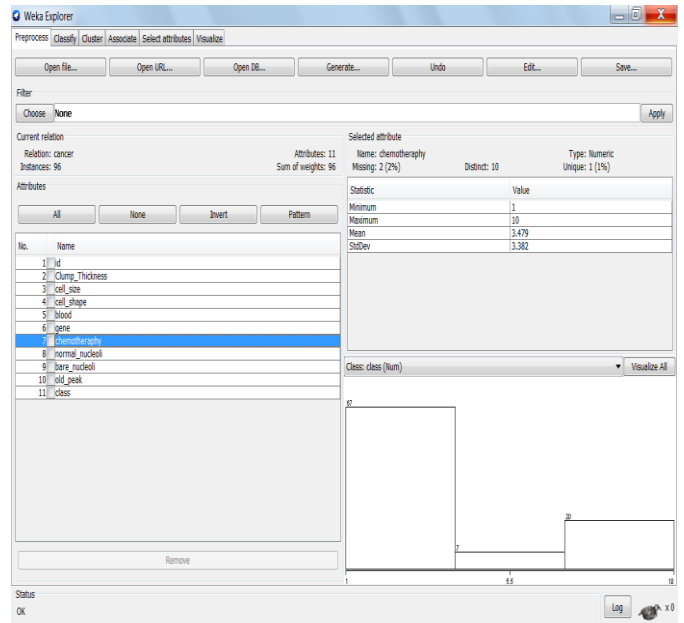 Weka Explorer
Preprocess Classify Cluster Associate Select attributes Visualize
Open file... Open URL... Open DB... Generate... Undo Edit... Save...
Filter
Choose None Apply
Current relation
Relation: cancer Attributes: 11
Instances: 96 Sum of weights: 96
Attributes
All None Invert Pattern
No. Name
1 id
2 Clump_Thickness
3 cell_size
4 cell_shape
5 blood
6 gene
7 chemotheraphy
8 normal_nucleoli
9 bare_nucleoli
10 old_peak
11 class
Remove
Selected attribute
Name: chemotheraphy Type: Numeric
Missing: 2 (2%) Distinct: 10 Unique: 1 (1%)
Statistic Value
Minimum 1
Maximum 10
Mean 3.479
StdDev 3.382
Class: class (Num) Visualize All
67
7
20
1 5.5 10
Status
OK
Log x 0